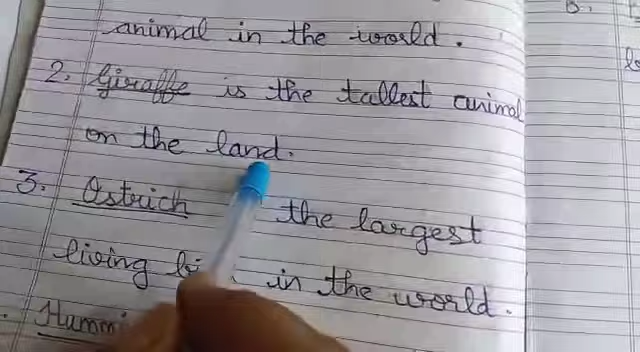 animal in the world.
2. Giraffe is the tallest animal
on the land.
3. Ostrich the largest
living in the world.